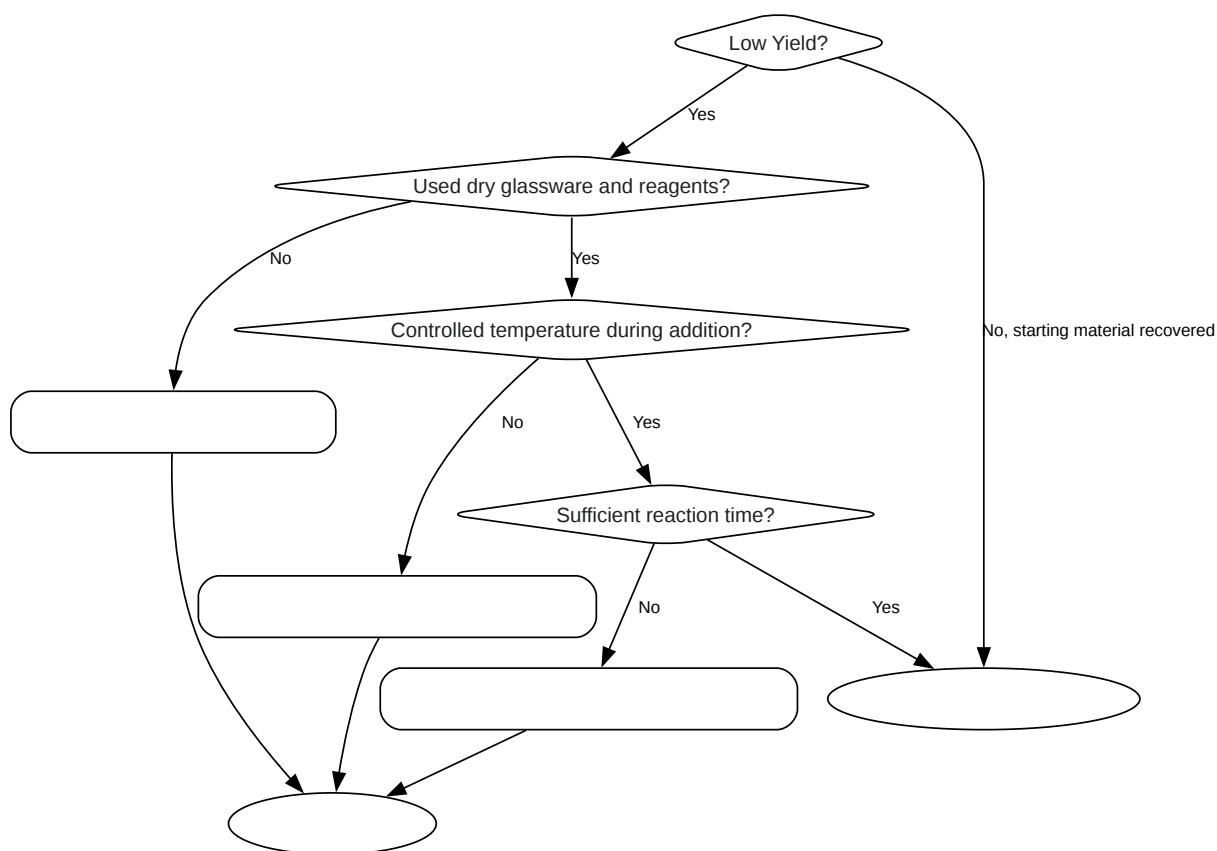 Low Yield?
Yes
Used dry glassware and reagents?
No
Yes
Controlled temperature during addition?
No, starting material recovered
No
Yes
Sufficient reaction time?
No
Yes